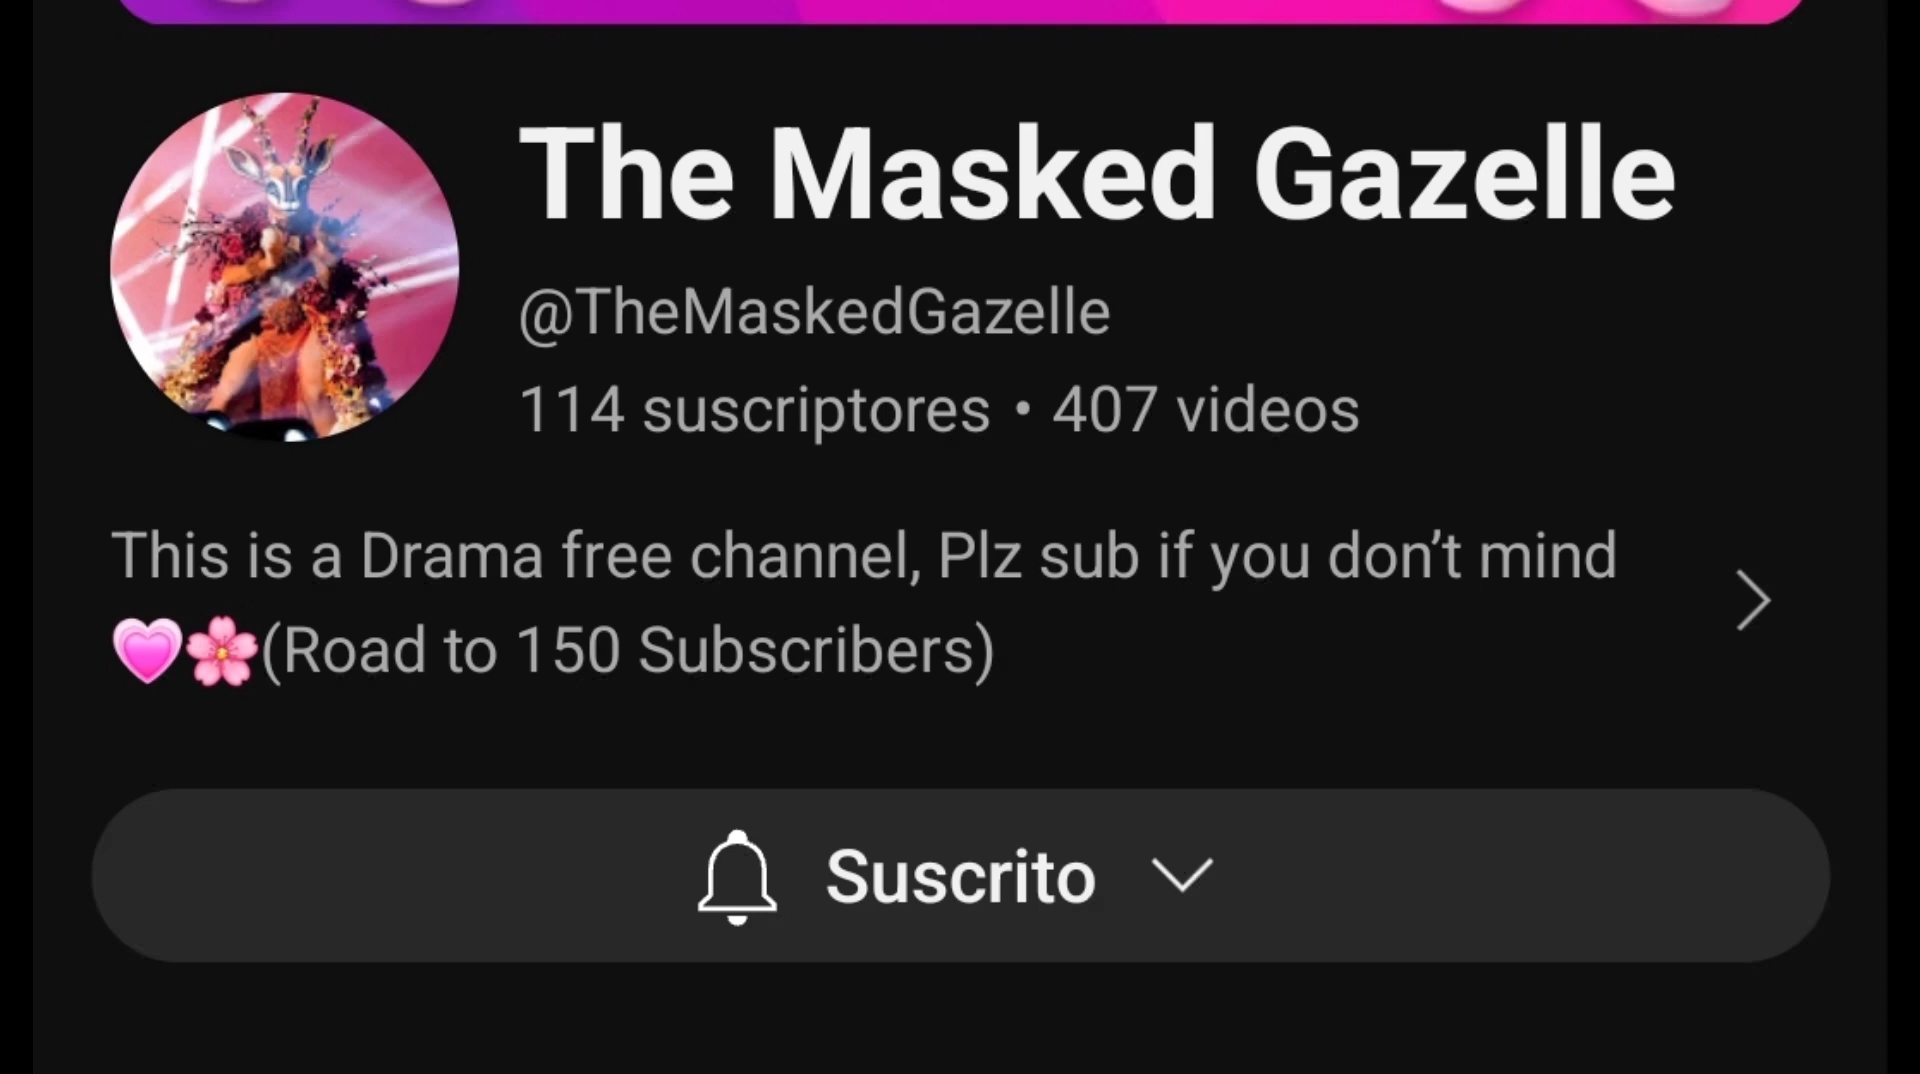 The Masked Gazelle
@TheMaskedGazelle
114 suscriptores • 407 videos
This is a Drama free channel, Plz sub if you don’t mind
💗🌸(Road to 150 Subscribers)
Suscrito